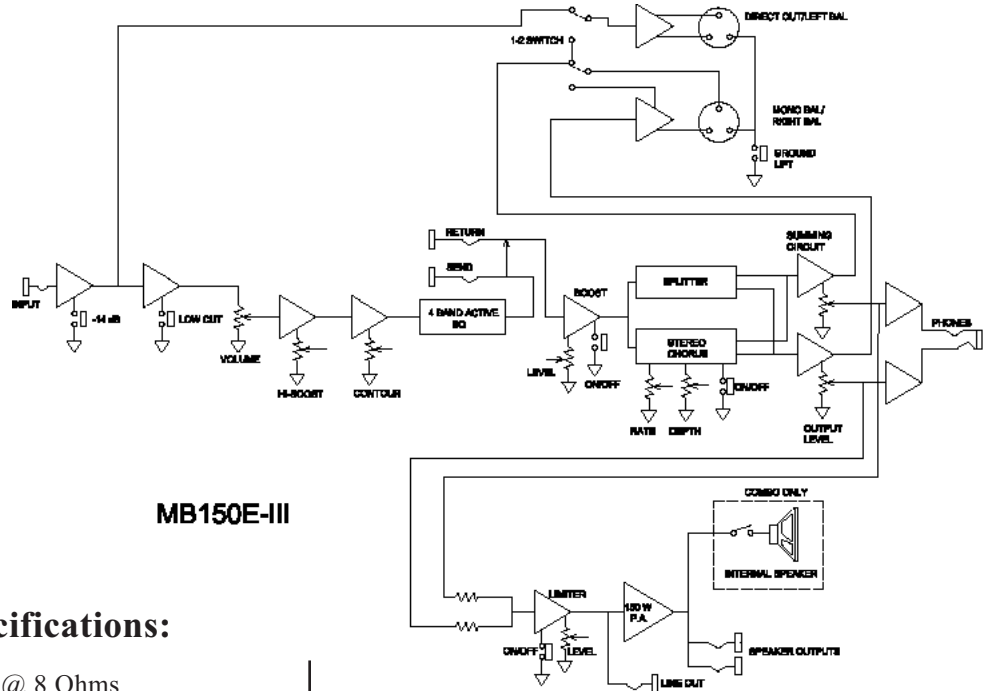 DIRECT OUT/LEFT BAL
1-2 SWITCH
MONO BAL/
RIGHT BAL
GROUND
LIFT
RETURN
SUMMING
CIRCUIT
SEND
INPUT
-14 dB
LOW CUT
BOOST
SPLITTER
4 BAND ACTIVE
EQ
PHONES
VOLUME
STEREO
CHORUS
LEVEL
ON/OFF
ON/OFF
HI-BOOST
CONTOUR
RATE
DEPTH
OUTPUT
LEVEL
MB150E-III
COMBO ONLY
INTERNAL SPEAKER
LIMITER
150 W
P.A.
ON/OFF
LEVEL
SPEAKER OUTPUTS
LINE OUT
cifications:
@ 8 Ohms